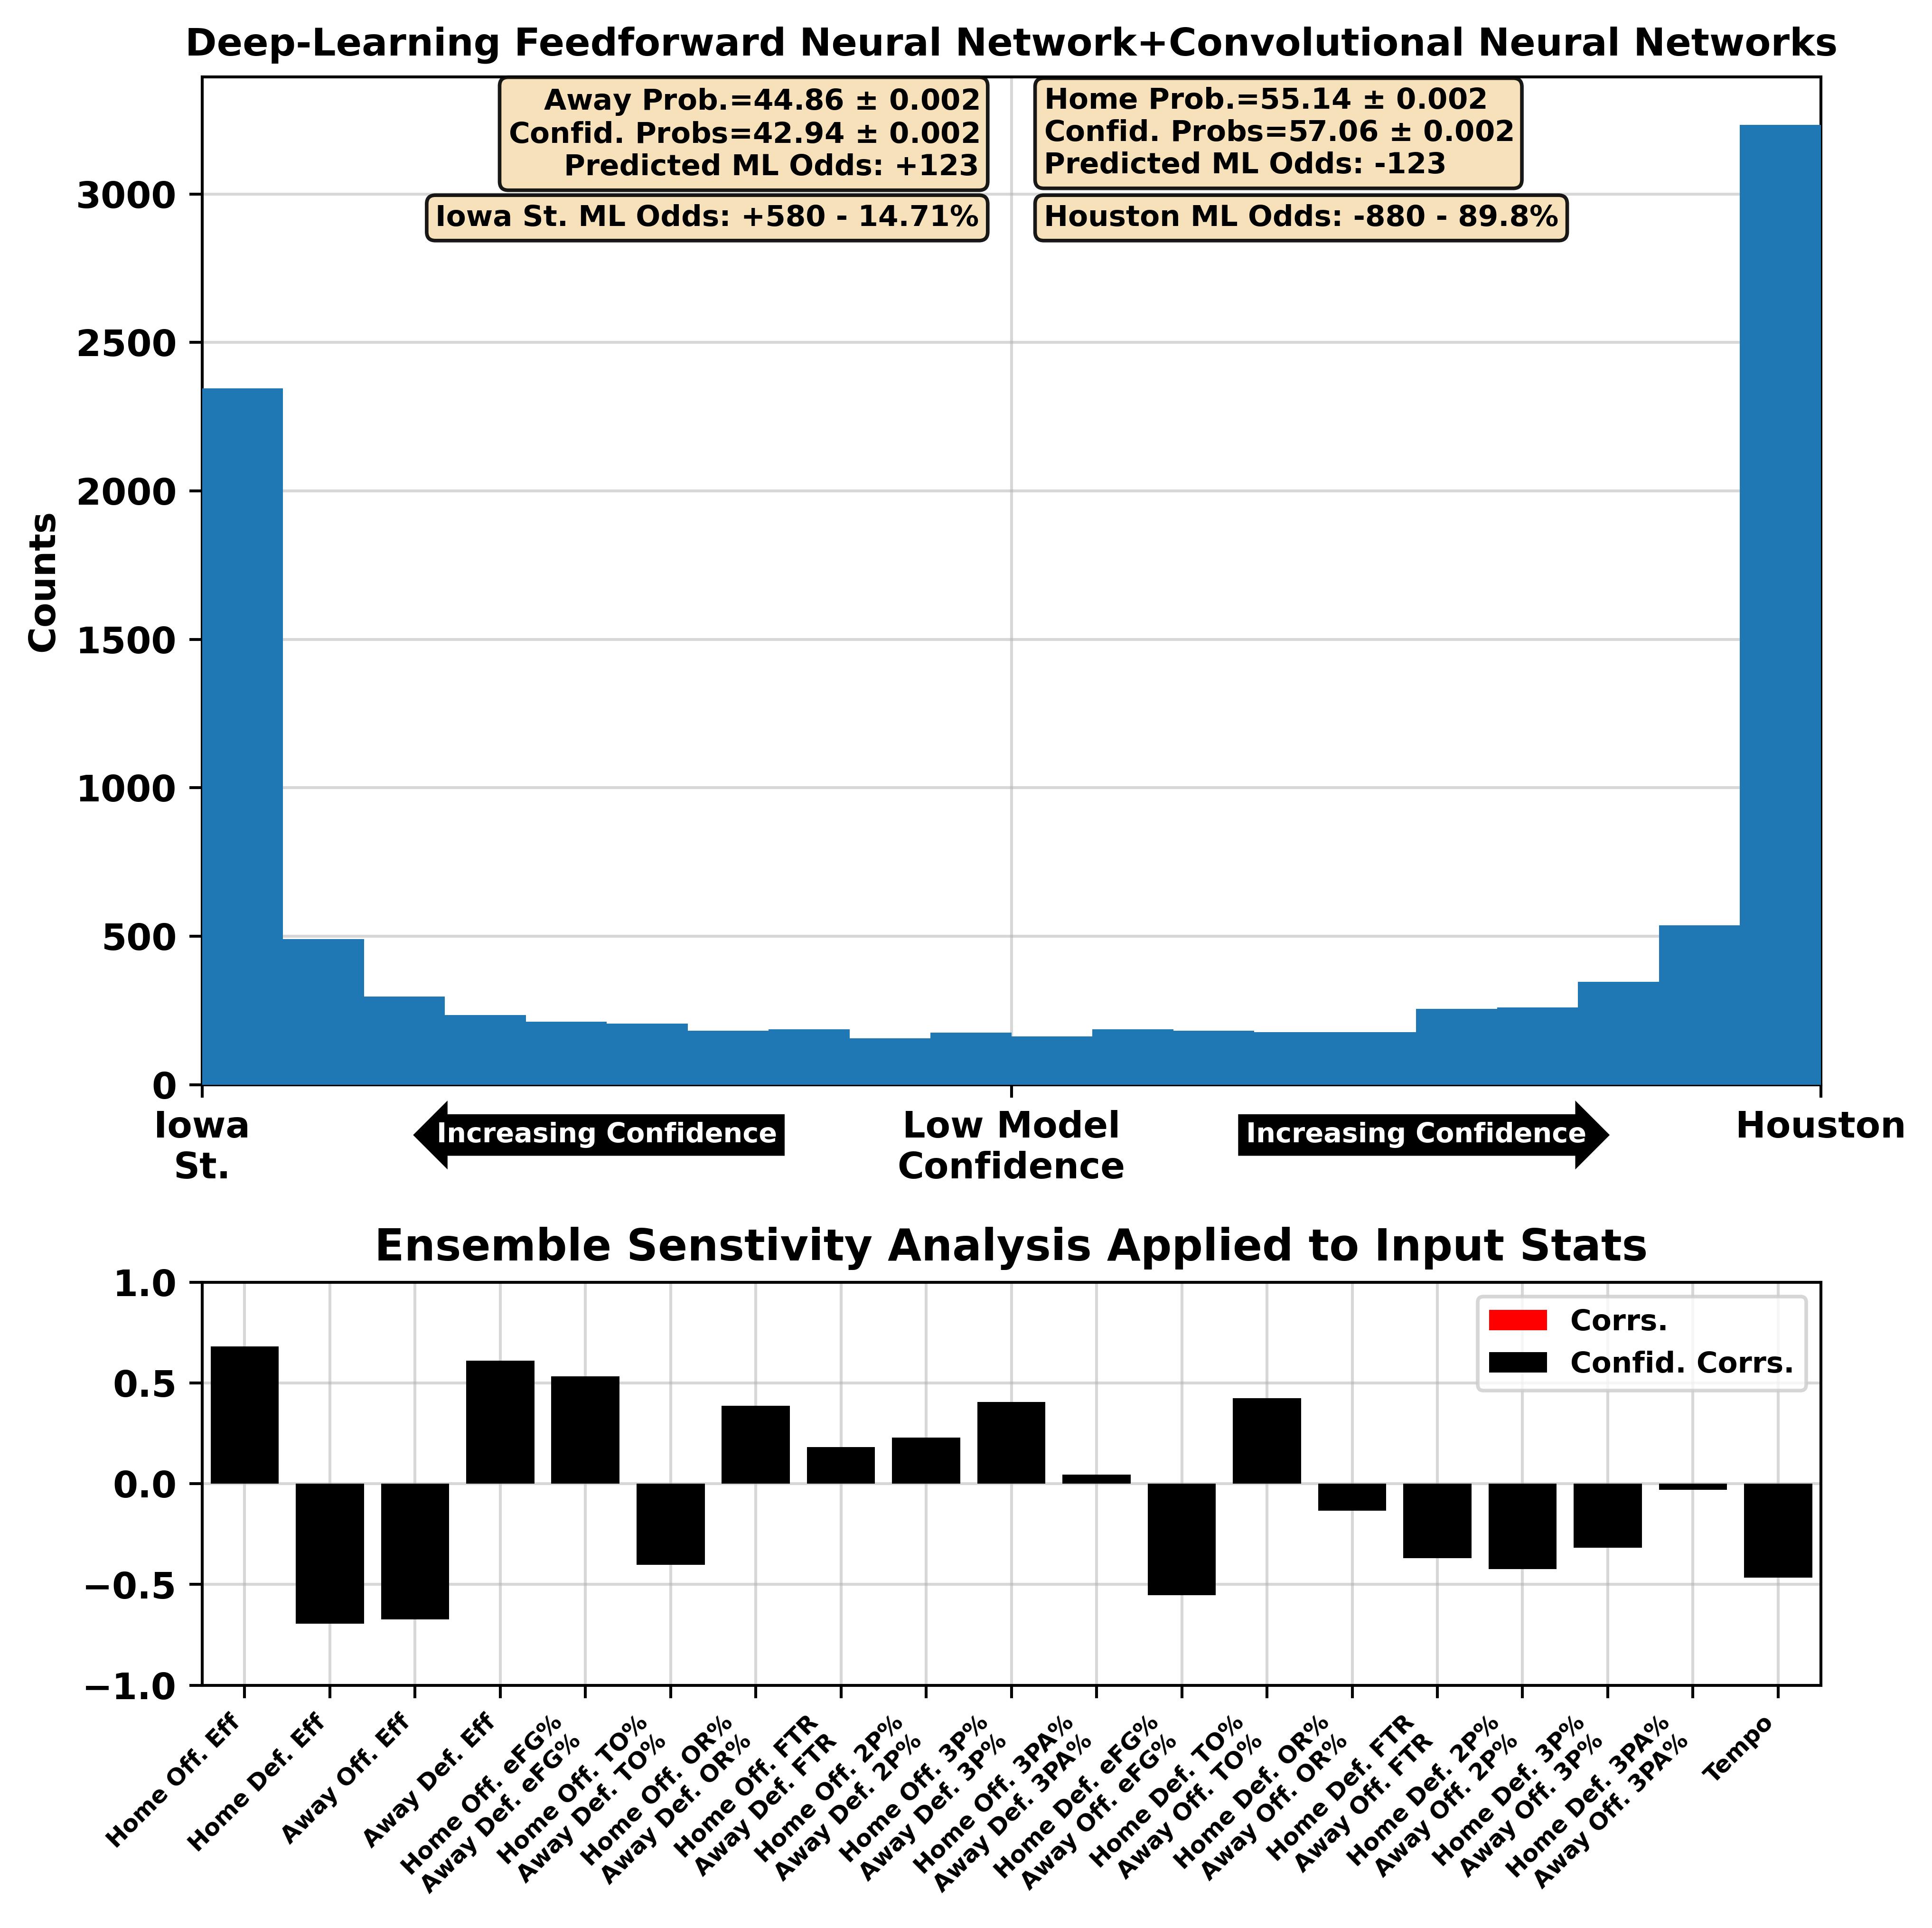 Deep-Learning Feedforward Neural Network+Convolutional Neural Networks
Away Prob.=44.86 ± 0.002
Confid. Probs=42.94 ± 0.002
Predicted ML Odds: +123
Home Prob.=55.14 ± 0.002
Confid. Probs=57.06 ± 0.002
Predicted ML Odds: -123
Iowa St. ML Odds: +580 - 14.71%
Houston ML Odds: -880 - 89.8%
Counts
3000
2500
2000
1500
1000
500
0
Iowa
St.
Increasing Confidence
Low Model
Confidence
Increasing Confidence
Houston
Ensemble Senstivity Analysis Applied to Input Stats
1.0
0.5
0.0
−0.5
−1.0
Corrs.
Confid. Corrs.
Home Off. Eff
Home Def. Eff
Away Off. Eff
Away Def. Eff
Home Off. eFG%
Away Def. eFG%
Home Off. TO%
Away Def. TO%
Home Off. OR%
Away Def. OR%
Home Off. FTR
Away Def. FTR
Home Off. 2P%
Away Def. 2P%
Home Off. 3P%
Away Def. 3P%
Home Off. 3PA%
Away Def. 3PA%
Home Def. eFG%
Away Off. eFG%
Home Def. TO%
Away Off. TO%
Home Def. OR%
Away Off. OR%
Home Def. FTR
Away Off. FTR
Home Def. 2P%
Away Off. 2P%
Home Def. 3P%
Away Off. 3P%
Home Def. 3PA%
Away Off. 3PA%
Tempo